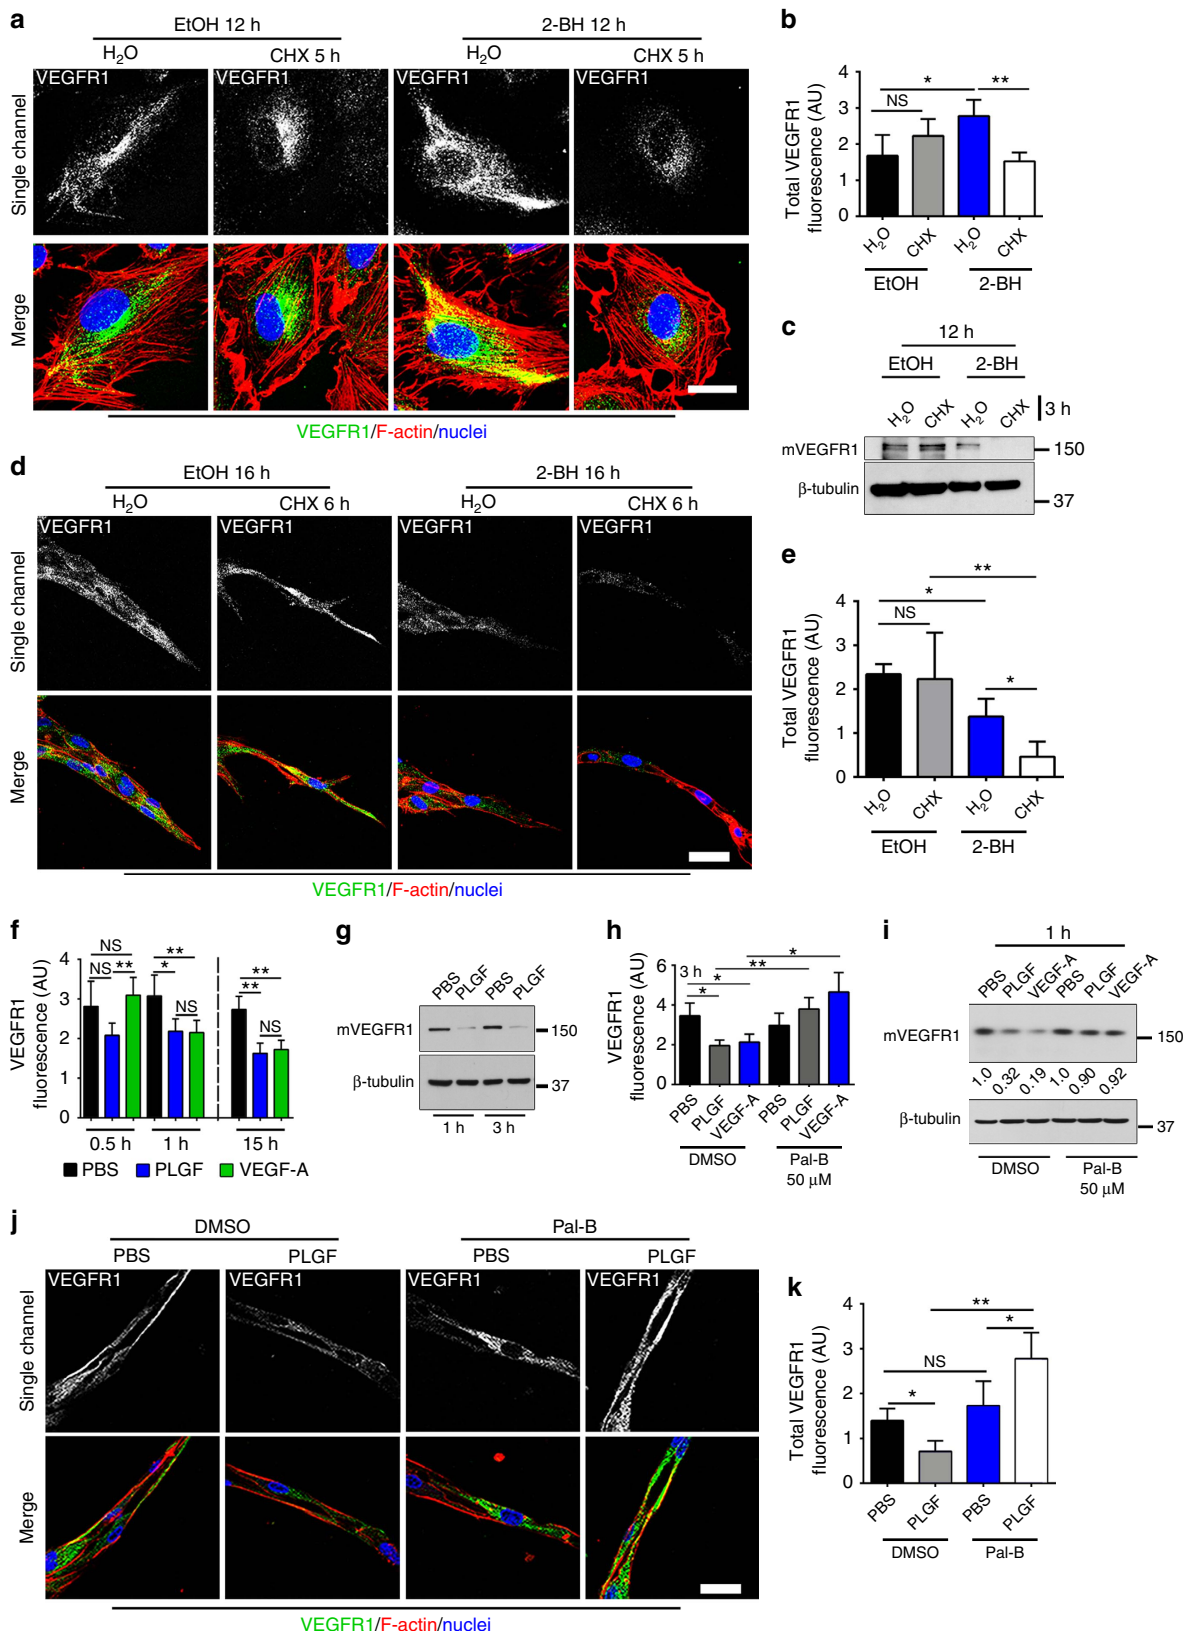 a
EtOH 12 h
2-BH 12 h
H2O
CHX 5 h
H2O
CHX 5 h
Single channel
VEGFR1
VEGFR1
VEGFR1
VEGFR1
Merge
VEGFR1/F-actin/nuclei
b
Total VEGFR1
fluorescence (AU)
4
3
2
1
0
*
**
NS
H2O
CHX
H2O
CHX
EtOH
2-BH
c
12 h
EtOH
2-BH
H2O
CHX
H2O
CHX
3 h
mVEGFR1
150
β-tubulin
37
d
EtOH 16 h
2-BH 16 h
H2O
CHX 6 h
H2O
CHX 6 h
Single channel
VEGFR1
VEGFR1
VEGFR1
VEGFR1
Merge
VEGFR1/F-actin/nuclei
e
Total VEGFR1
fluorescence (AU)
4
3
2
1
0
**
*
NS
*
H2O
CHX
H2O
CHX
EtOH
2-BH
f
VEGFR1
fluorescence (AU)
4
3
2
1
0
NS
NS
**
**
*
NS
**
**
NS
0.5 h
1 h
15 h
PBS
PLGF
VEGF-A
g
PBS
PLGF
PBS
PLGF
mVEGFR1
150
β-tubulin
37
1 h
3 h
h
VEGFR1
fluorescence (AU)
6
4
2
0
3 h
*
**
*
*
PBS
PLGF
VEGF-A
PBS
PLGF
VEGF-A
DMSO
Pal-B
50 μM
i
1 h
PBS
PLGF
VEGF-A
PBS
PLGF
VEGF-A
mVEGFR1
150
1.0
0.32
0.19
1.0
0.90
0.92
β-tubulin
37
DMSO
Pal-B
50 μM
j
DMSO
Pal-B
PBS
PLGF
PBS
PLGF
Single channel
VEGFR1
VEGFR1
VEGFR1
VEGFR1
Merge
VEGFR1/F-actin/nuclei
k
Total VEGFR1
fluorescence (AU)
4
3
2
1
0
**
*
NS
*
PBS
PLGF
PBS
PLGF
DMSO
Pal-B